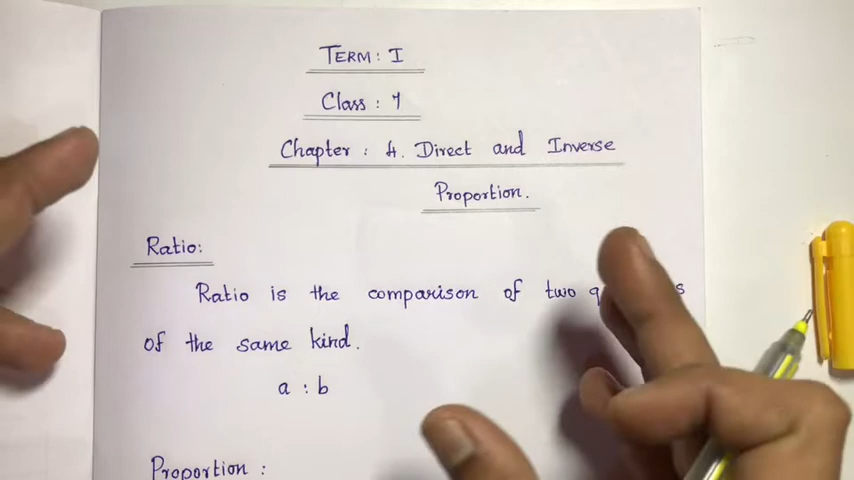 TERM: I
Class : 7
Chapter : 4. Direct and Inverse
Proportion.
Ratio:
Ratio is the comparison of two
of the same kind.
a : b
Proportion :